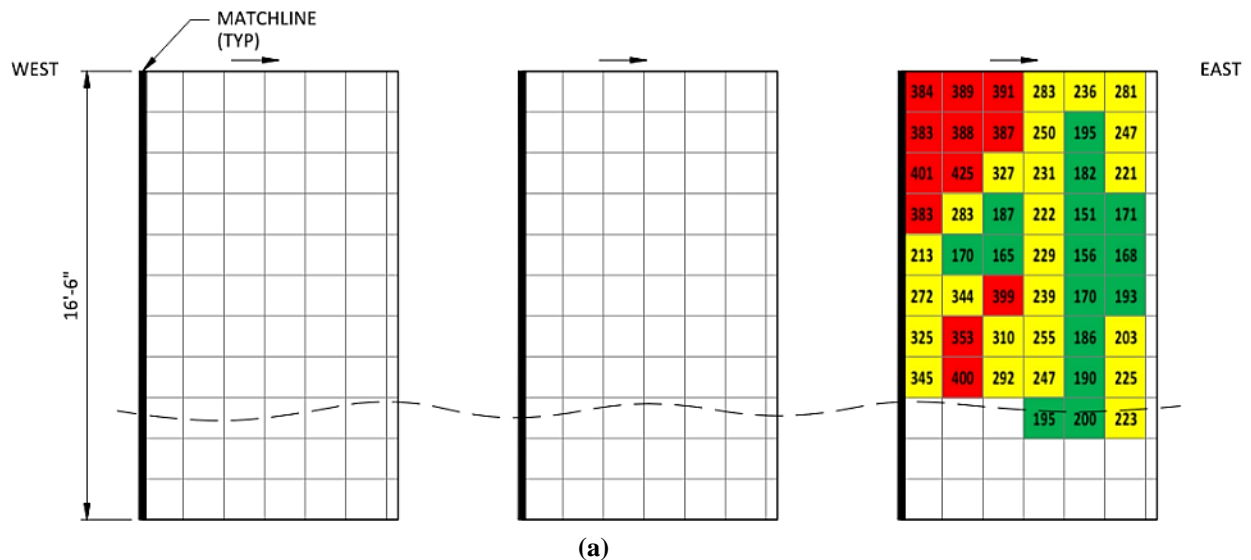 MATCHLINE
(TYP)
WEST
EAST
16'-6"
384 389 391 283 236 281
383 388 387 250 195 247
401 425 327 231 182 221
383 283 187 222 151 171
213 170 165 229 156 168
272 344 399 239 170 193
325 353 310 255 186 203
345 400 292 247 190 225
195 200 223
(a)